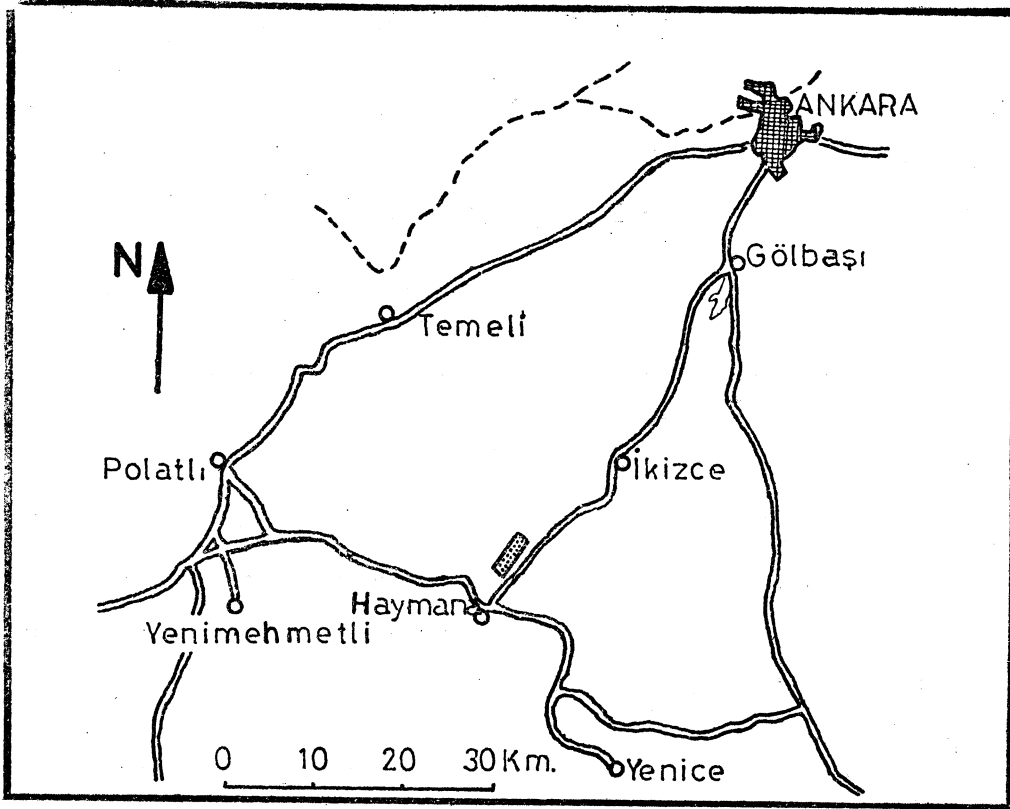 ANKARA
Gölbaşı
N
Temeli
Polatlı
İkizce
Haymana
Yenimehmetli
0 10 20 30 Km.
Yenice